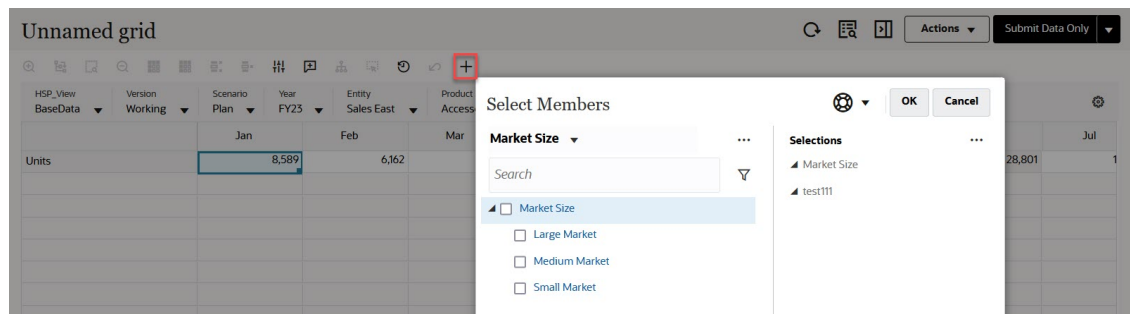 Unnamed grid
Actions
Submit Data Only
HSP_View
Version
Scenario
Year
Entity
Product
BaseData
Working
Plan
FY23
Sales East
Select Members
OK
Cancel
Jan
Feb
Mar
Market Size
Selections
Jul
Units
8,589
6,162
Search
Market Size
28,801
1
test111
Market Size
Large Market
Medium Market
Small Market